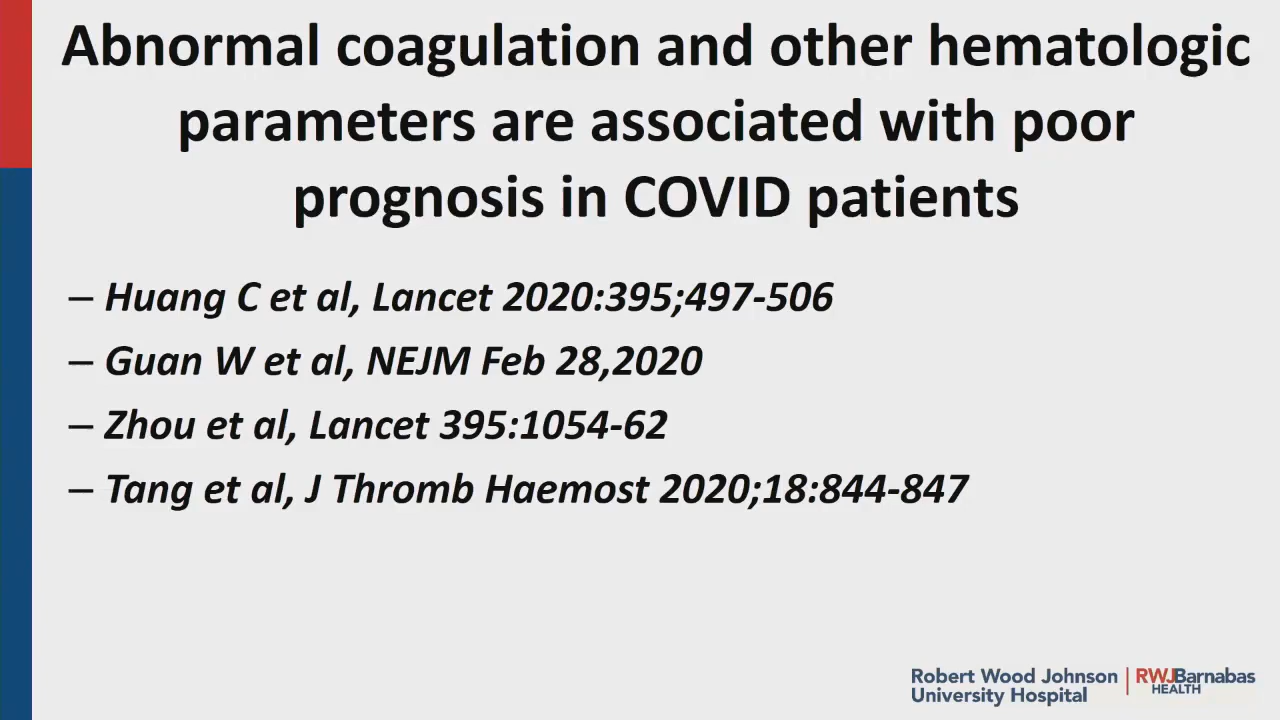 Abnormal coagulation and other hematologic
parameters are associated with poor
prognosis in COVID patients
– Huang C et al, Lancet 2020:395;497-506
– Guan W et al, NEJM Feb 28,2020
– Zhou et al, Lancet 395:1054-62
– Tang et al, J Thromb Haemost 2020;18:844-847
Robert Wood Johnson
University Hospital
RWJBarnabas
HEALTH